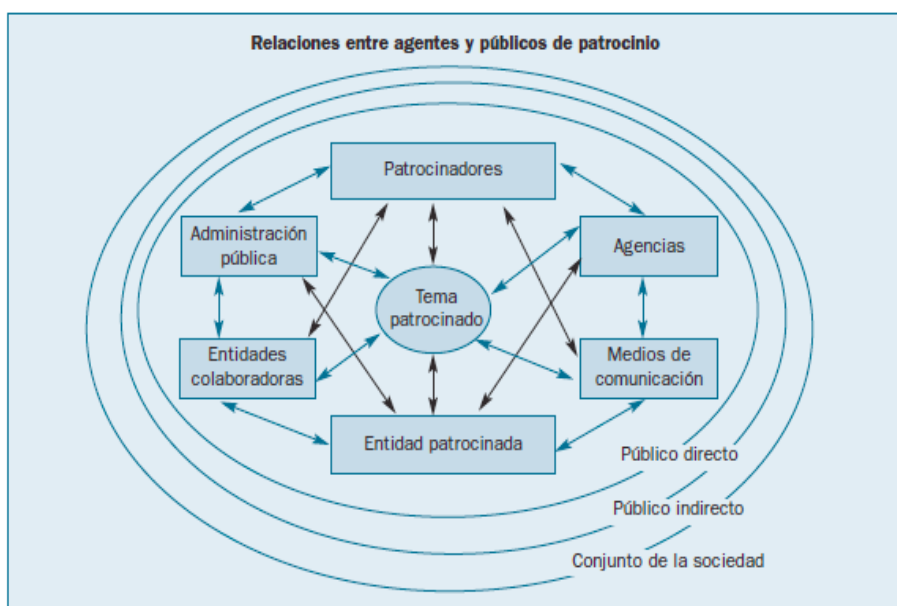 Relaciones entre agentes y públicos de patrocinio
Patrocinadores
Administración
pública
Agencias
Tema
patrocinado
Entidades
colaboradoras
Medios de
comunicación
Entidad patrocinada
Público directo
Público indirecto
Conjunto de la sociedad